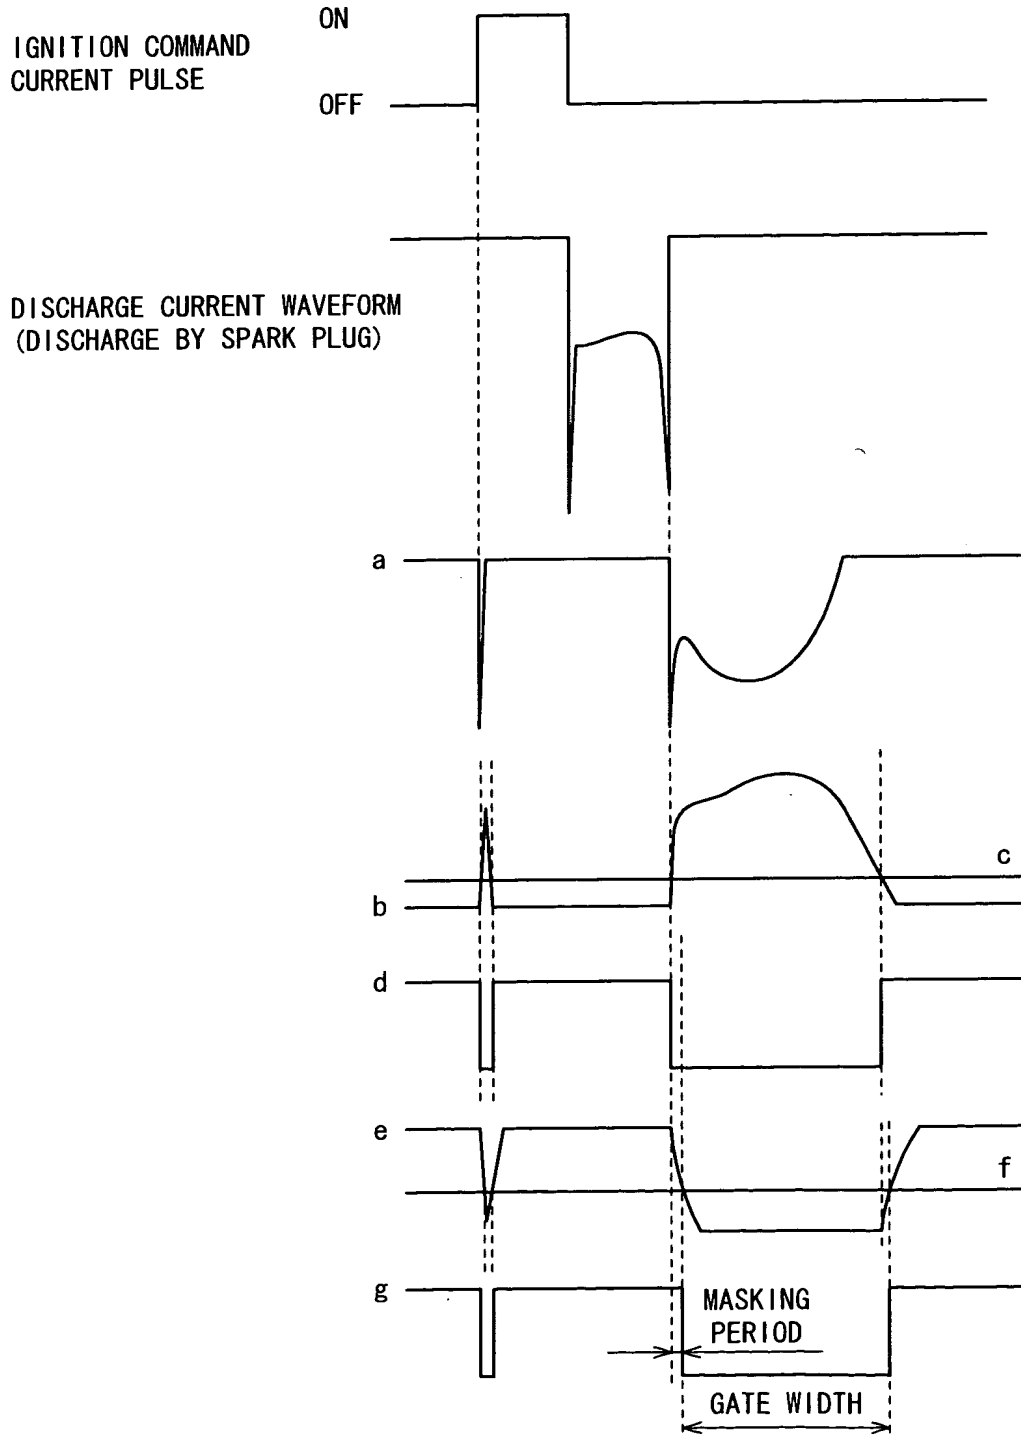 ON
IGNITION COMMAND
CURRENT PULSE
OFF
DISCHARGE CURRENT WAVEFORM
(DISCHARGE BY SPARK PLUG)
a
c
b
d
e
f
g
MASKING
PERIOD
GATE WIDTH